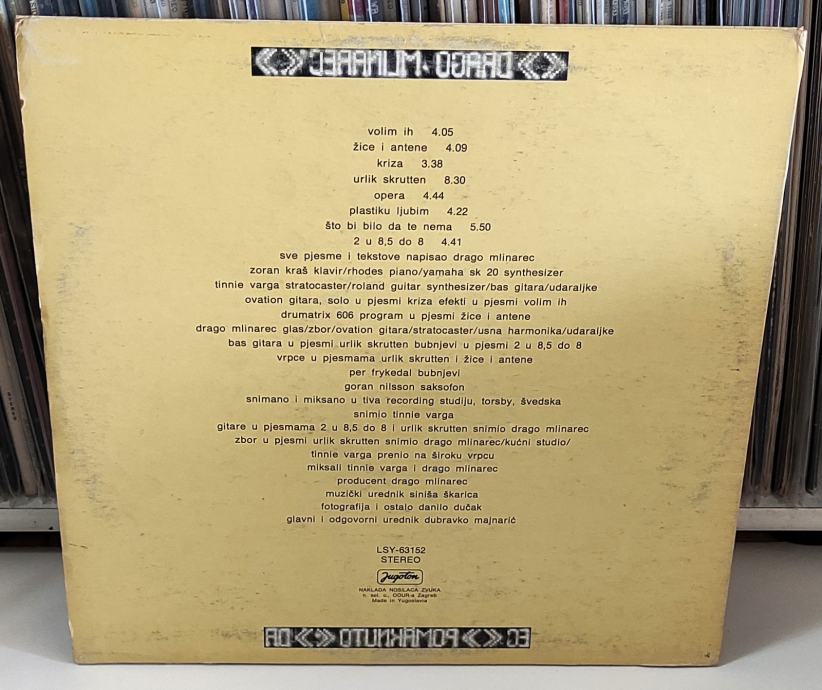 DRAGO·MLINAREC
volim ih 4.05
žice i antene 4.09
kriza 3.38
urlik skrutten 8.30
opera 4.44
plastiku ljubim 4.22
što bi bilo da te nema 5.50
2 u 8,5 do 8 4.41
sve pjesme i tekstove napisao drago mlinarec
zoran kraš klavir/rhodes piano/yamaha sk 20 synthesizer
tinnie varga stratocaster/roland guitar synthesizer/bas gitara/udaraljke
ovation gitara, solo u pjesmi kriza efekti u pjesmi volim ih
drumatrix 606 program u pjesmi žice i antene
drago mlinarec glas/zbor/ovation gitara/stratocaster/usna harmonika/udaraljke
bas gitara u pjesmi urlik skrutten bubnjevi u pjesmi 2 u 8,5 do 8
vrpce u pjesmama urlik skrutten i žice i antene
per frykedal bubnjevi
goran nilsson saksofon
snimano i miksano u tiva recording studiju, torsby, švedska
snimio tinnie varga
gitare u pjesmama 2 u 8,5 do 8 i urlik skrutten snimio drago mlinarec
zbor u pjesmi urlik skrutten snimio drago mlinarec/kućni studio/
tinnie varga prenio na široku vrpcu
miksali tinnie varga i drago mlinarec
producent drago mlinarec
muzički urednik siniša škarica
fotografija i ostalo danilo dučak
glavni i odgovorni urednik dubravko majnarić
LSY-63152
STEREO
Jugoton
NAKLADA NOSILACA ZVUKA
n. sol. o., OOUR-a Zagreb
Made in Yugoslavia
POMAKNUTO